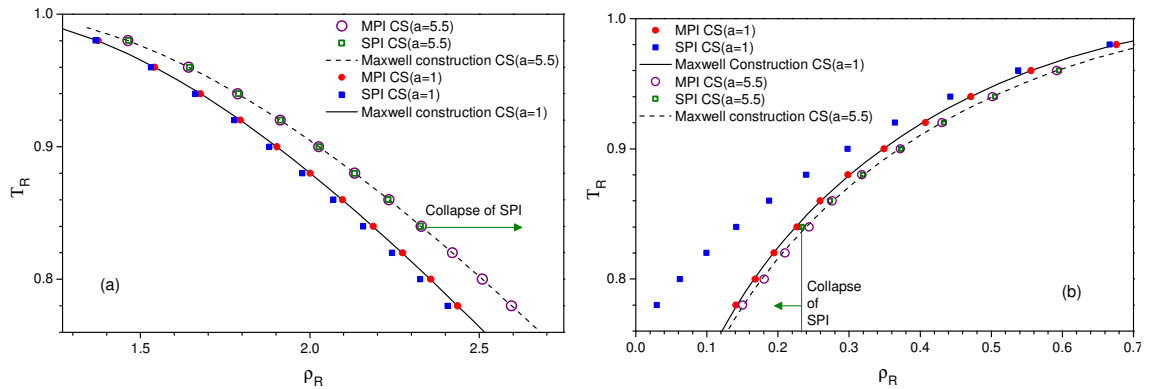 1.0
0.9
0.8
T_R
MPI CS(a=5.5)
SPI CS(a=5.5)
Maxwell construction CS(a=5.5)
MPI CS(a=1)
SPI CS(a=1)
Maxwell construction CS(a=1)
Collapse of SPI
(a)
1.5 2.0 2.5
ρ_R
1.0
0.9
0.8
T_R
MPI CS(a=1)
SPI CS(a=1)
Maxwell Construction CS(a=1)
MPI CS(a=5.5)
SPI CS(a=5.5)
Maxwell construction CS(a=5.5)
Collapse
of
SPI
(b)
0.0 0.1 0.2 0.3 0.4 0.5 0.6 0.7
ρ_R